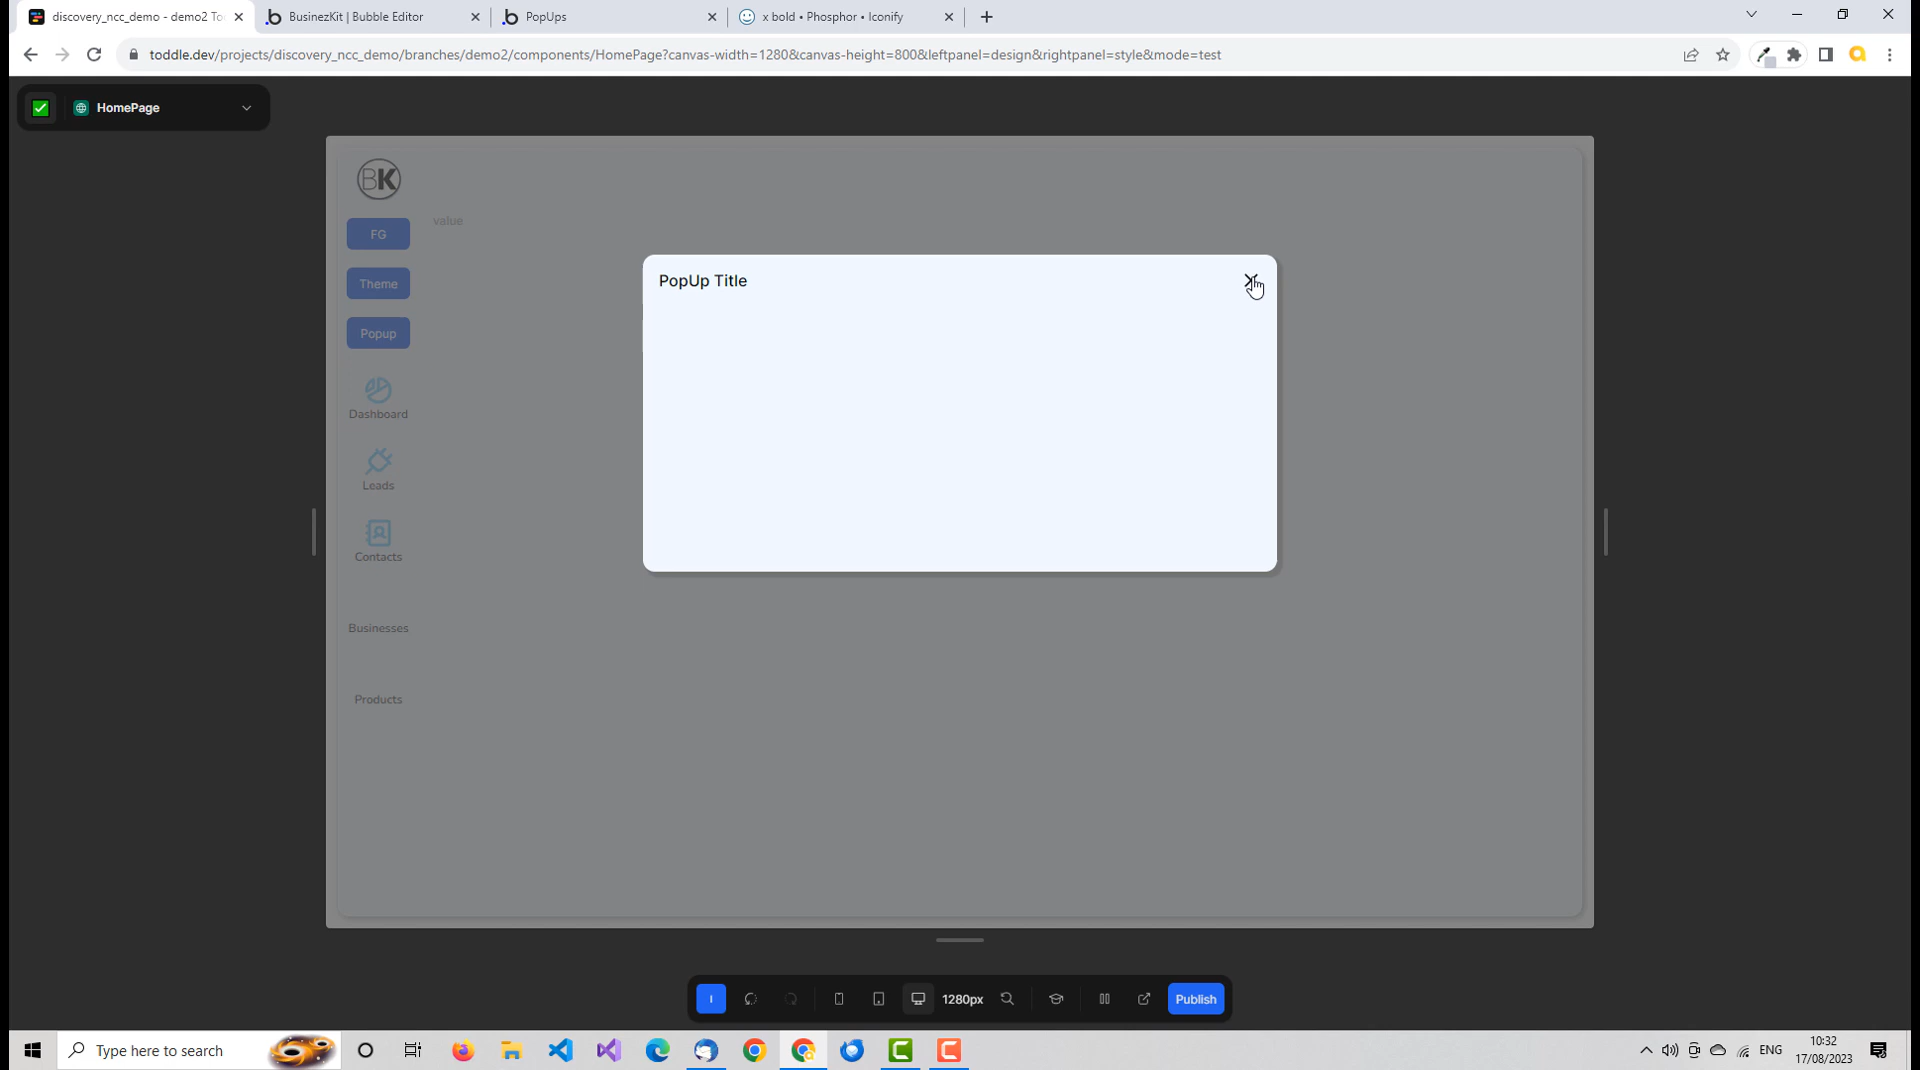 discovery_ncc_demo - demo2 To
BusinezKit | Bubble Editor
PopUps
x bold • Phosphor • Iconify
toddle.dev/projects/discovery_ncc_demo/branches/demo2/components/HomePage?canvas-width=1280&canvas-height=800&leftpanel=design&rightpanel=style&mode=test
HomePage
BK
FG
value
PopUp Title
Theme
Popup
Dashboard
Leads
Contacts
Businesses
Products
1280px
Publish
Type here to search
ENG
10:32
17/08/2023